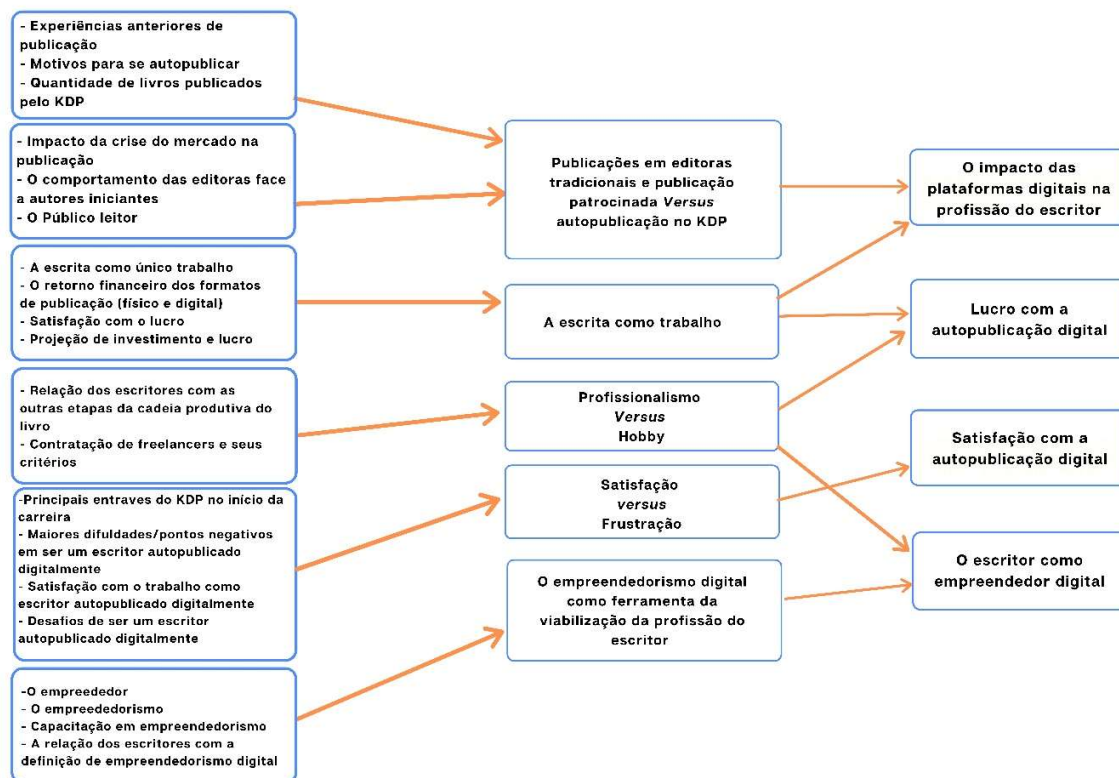 - Experiências anteriores de
publicação
- Motivos para se autopublicar
- Quantidade de livros publicados
pelo KDP
- Impacto da crise do mercado na
publicação
- O comportamento das editoras face
a autores iniciantes
- O Público leitor
- A escrita como único trabalho
- O retorno financeiro dos formatos
de publicação (físico e digital)
- Satisfação com o lucro
- Projeção de investimento e lucro
- Relação dos escritores com as
outras etapas da cadeia produtiva do
livro
- Contratação de freelancers e seus
critérios
-Principais entraves do KDP no início da
carreira
- Maiores difuldades/pontos negativos
em ser um escritor autopublicado
digitalmente
- Satisfação com o trabalho como
escritor autopublicado digitalmente
- Desafios de ser um escritor
autopublicado digitalmente
-O empreededor
- O empreededorismo
- Capacitação em empreendedorismo
- A relação dos escritores com a
definição de empreendedorismo digital
Publicações em editoras
tradicionais e publicação
patrocinada Versus
autopublicação no KDP
A escrita como trabalho
Profissionalismo
Versus
Hobby
Satisfação
versus
Frustração
O empreendedorismo digital
como ferramenta da
viabilização da profissão do
escritor
O impacto das
plataformas digitais na
profissão do escritor
Lucro com a
autopublicação digital
Satisfação com a
autopublicação digital
O escritor como
empreendedor digital